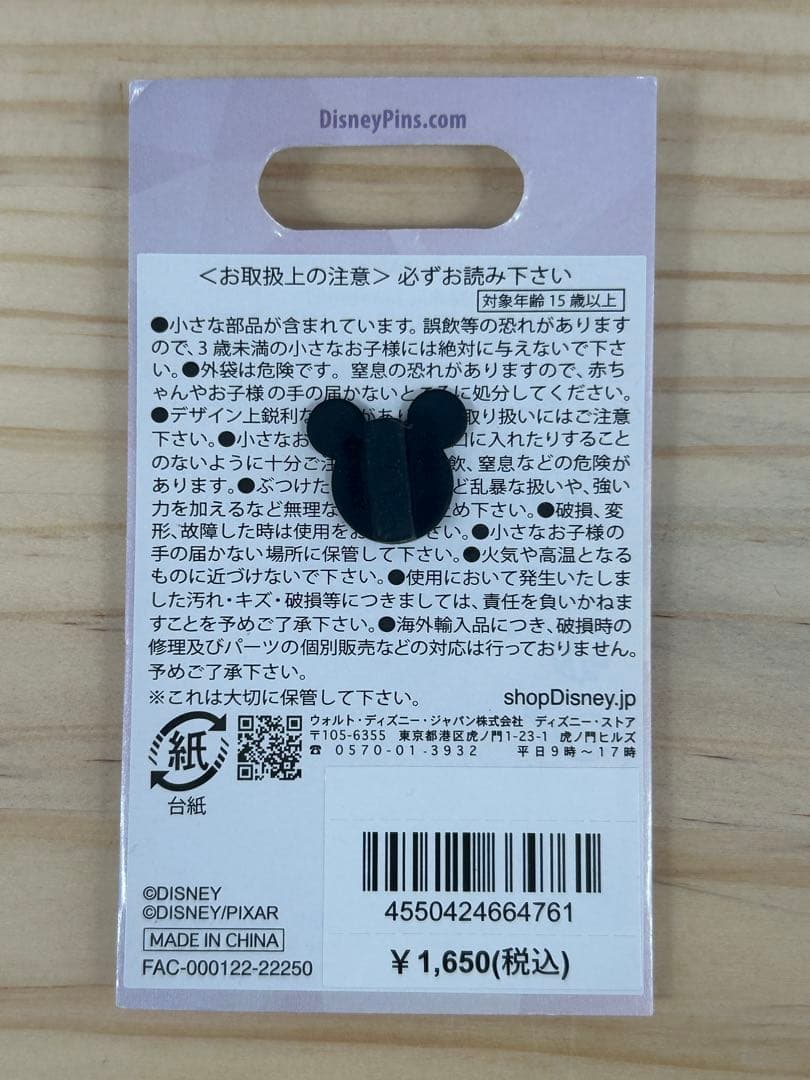 DisneyPins.com
＜お取扱上の注意＞必ずお読み下さい
対象年齢15歳以上
●小さな部品が含まれています。誤飲等の恐れがあります
ので、3歳未満の小さなお子様には絶対に与えないで下さ
い。●外袋は危険です。窒息の恐れがありますので、赤ち
ゃんやお子様の手の届かないところに処分してください。
●デザイン上鋭利な があ 取り扱いにはご注意
下さい。●小さなお 口に入れたりすること
のないように十分ご注 飲、窒息などの危険が
あります。●ぶつけた ど乱暴な扱いや、強い
力を加えるなど無理な め下さい。●破損、変
形、故障した時は使用をお さい。●小さなお子様の
手の届かない場所に保管して下さい。●火気や高温となる
ものに近づけないで下さい。●使用において発生いたしま
した汚れ・キズ・破損等につきましては、責任を負いかねま
すことを予めご了承下さい。●海外輸入品につき、破損時の
修理及びパーツの個別販売などの対応は行っておりません。
予めご了承下さい。
※これは大切に保管して下さい。 shopDisney.jp
紙
台紙
ウォルト・ディズニー・ジャパン株式会社 ディズニー・ストア
〒105-6355 東京都港区虎ノ門1-23-1 虎ノ門ヒルズ
☎ 0570-01-3932 平日9時～17時
©DISNEY
©DISNEY/PIXAR
MADE IN CHINA
FAC-000122-22250
4550424664761
¥1,650(税込)